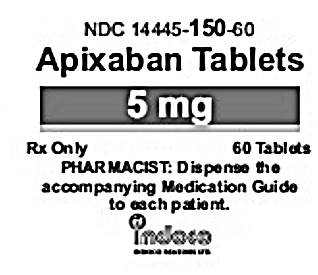 NDC 14445-150-60
Apixaban Tablets
5 mg
Rx Only 60 Tablets
PHARMACIST: Dispense the
accompanying Medication Guide
to each patient.
indoco